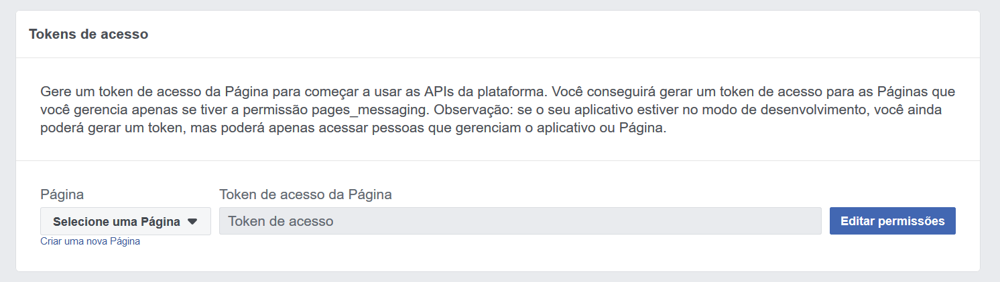 Tokens de acesso
Gere um token de acesso da Página para começar a usar as APIs da plataforma. Você conseguirá gerar um token de acesso para as Páginas que
você gerencia apenas se tiver a permissão pages_messaging. Observação: se o seu aplicativo estiver no modo de desenvolvimento, você ainda
poderá gerar um token, mas poderá apenas acessar pessoas que gerenciam o aplicativo ou Página.
Página
Token de acesso da Página
Selecione uma Página
Token de acesso
Editar permissões
Criar uma nova Página